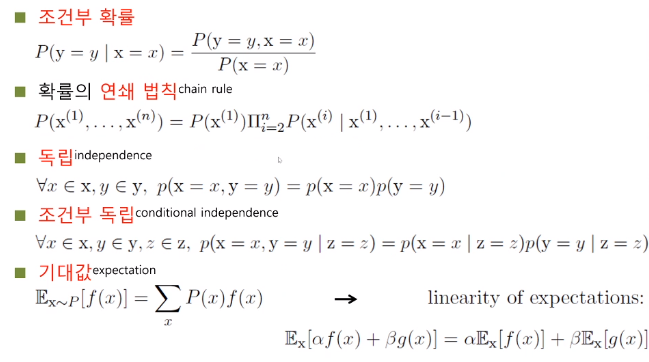 ■ 조건부 확률
P(y = y | x = x) = P(y = y, x = x) / P(x = x)
■ 확률의 연쇄 법칙chain rule
P(x⁽¹⁾, . . . , x⁽ⁿ⁾) = P(x⁽¹⁾)Πⁿᵢ₌₂P(x⁽ⁱ⁾ | x⁽¹⁾, . . . , x⁽ⁱ⁻¹⁾)
■ 독립independence
∀x ∈ x, y ∈ y, p(x = x, y = y) = p(x = x)p(y = y)
■ 조건부 독립conditional independence
∀x ∈ x, y ∈ y, z ∈ z, p(x = x, y = y | z = z) = p(x = x | z = z)p(y = y | z = z)
■ 기대값expectation
𝔼ₓ∼P[f(x)] = ∑ₓ P(x)f(x) → linearity of expectations:
𝔼ₓ[αf(x) + βg(x)] = α𝔼ₓ[f(x)] + β𝔼ₓ[g(x)]